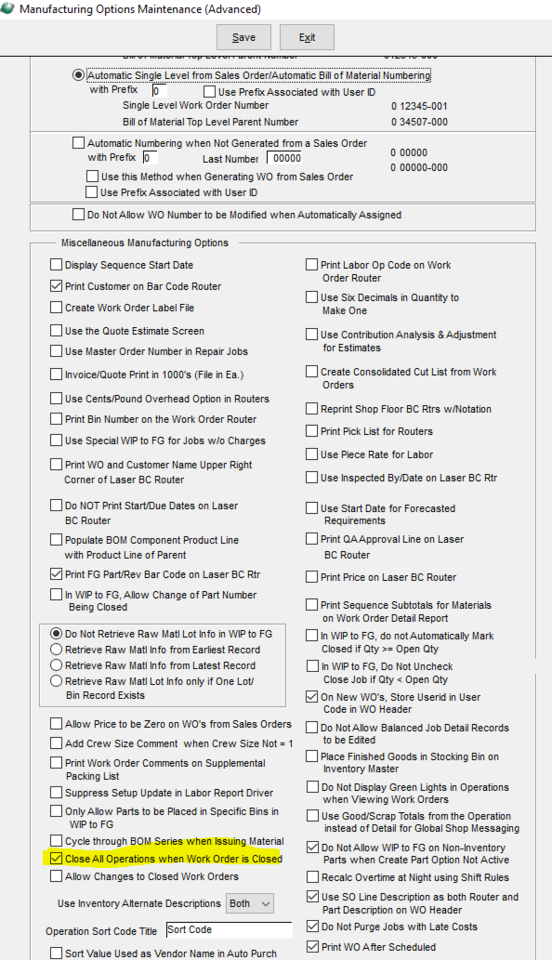 Manufacturing Options Maintenance (Advanced)
Save Exit
Bill of Material Top Level Parent Number
Automatic Single Level from Sales Order/Automatic Bill of Material Numbering
with Prefix 0 Use Prefix Associated with User ID
Single Level Work Order Number 0 12345-001
Bill of Material Top Level Parent Number 0 34507-000
Automatic Numbering when Not Generated from a Sales Order
with Prefix 0 Last Number 00000 0 00000
0 00000-000
Use this Method when Generating WO from Sales Order
Use Prefix Associated with User ID
Do Not Allow WO Number to be Modified when Automatically Assigned
Miscellaneous Manufacturing Options
Display Sequence Start Date
Print Customer on Bar Code Router
Create Work Order Label File
Use the Quote Estimate Screen
Use Master Order Number in Repair Jobs
Invoice/Quote Print in 1000's (File in Ea.)
Use Cents/Pound Overhead Option in Routers
Print Bin Number on the Work Order Router
Use Special WIP to FG for Jobs w/o Charges
Print WO and Customer Name Upper Right
Corner of Laser BC Router
Do NOT Print Start/Due Dates on Laser
BC Router
Populate BOM Component Product Line
with Product Line of Parent
Print FG Part/Rev Bar Code on Laser BC Rtr
In WIP to FG, Allow Change of Part Number
Being Closed
Do Not Retrieve Raw Matl Lot Info in WIP to FG
Retrieve Raw Matl Info from Earliest Record
Retrieve Raw Matl Info from Latest Record
Retrieve Raw Matl Lot Info only if One Lot/
Bin Record Exists
Allow Price to be Zero on WO's from Sales Orders
Add Crew Size Comment when Crew Size Not = 1
Print Work Order Comments on Supplemental
Packing List
Suppress Setup Update in Labor Report Driver
Only Allow Parts to be Placed in Specific Bins in
WIP to FG
Cycle through BOM Series when Issuing Material
Close All Operations when Work Order is Closed
Allow Changes to Closed Work Orders
Use Inventory Alternate Descriptions Both
Operation Sort Code Title Sort Code
Sort Value Used as Vendor Name in Auto Purch
Print Labor Op Code on Work
Order Router
Use Six Decimals in Quantity to
Make One
Use Contribution Analysis & Adjustment
for Estimates
Create Consolidated Cut List from Work
Orders
Reprint Shop Floor BC Rtrs w/Notation
Print Pick List for Routers
Use Piece Rate for Labor
Use Inspected By/Date on Laser BC Rtr
Use Start Date for Forecasted
Requirements
Print QA Approval Line on Laser
BC Router
Print Price on Laser BC Router
Print Sequence Subtotals for Materials
on Work Order Detail Report
In WIP to FG, do not Automatically Mark
Closed if Qty >= Open Qty
In WIP to FG, Do Not Uncheck
Close Job if Qty < Open Qty
On New WO's, Store Userid in User
Code in WO Header
Do Not Allow Balanced Job Detail Records
to be Edited
Place Finished Goods in Stocking Bin on
Inventory Master
Do Not Display Green Lights in Operations
when Viewing Work Orders
Use Good/Scrap Totals from the Operation
instead of Detail for Global Shop Messaging
Do Not Allow WIP to FG on Non-Inventory
Parts when Create Part Option Not Active
Recalc Overtime at Night using Shift Rules
Use SO Line Description as both Router and
Part Description on WO Header
Do Not Purge Jobs with Late Costs
Print WO After Scheduled